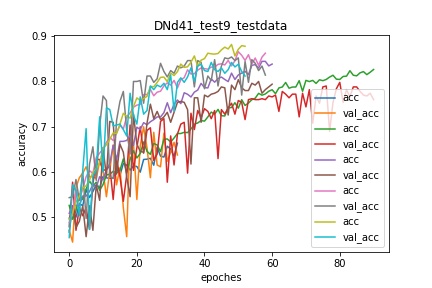 DNd41_test9_testdata
0.9
0.8
0.7
0.6
0.5
accuracy
acc
val_acc
acc
val_acc
acc
val_acc
acc
val_acc
acc
val_acc
0 20 40 60 80
epoches